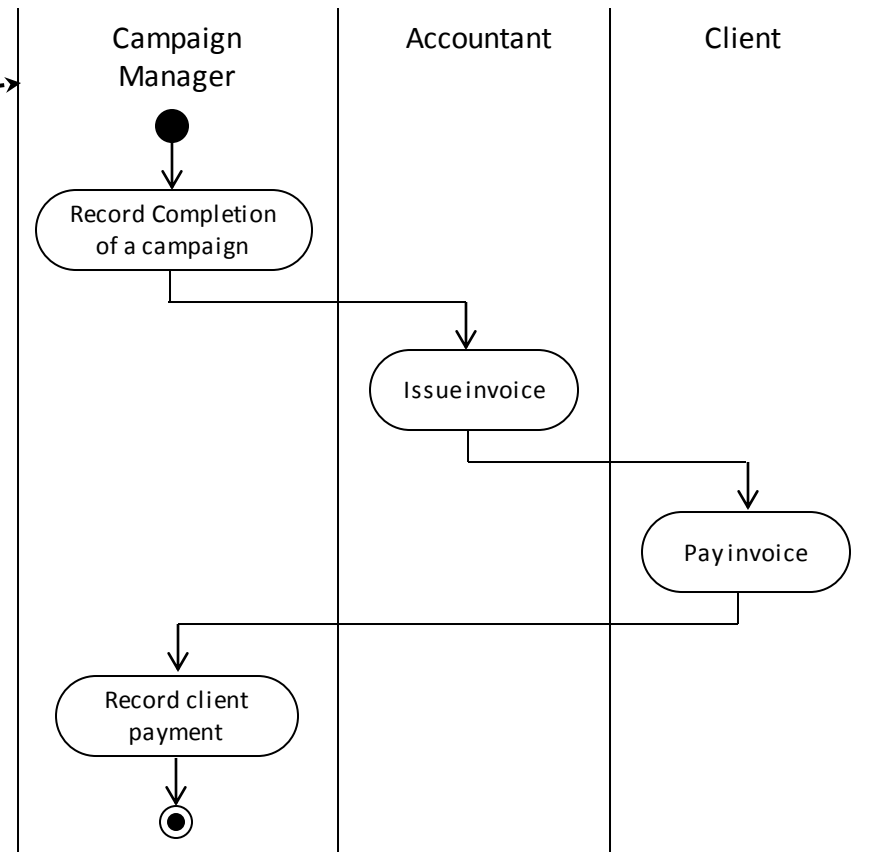 Campaign
Manager
Accountant
Client
Record Completion
of a campaign
Issue invoice
Pay invoice
Record client
payment